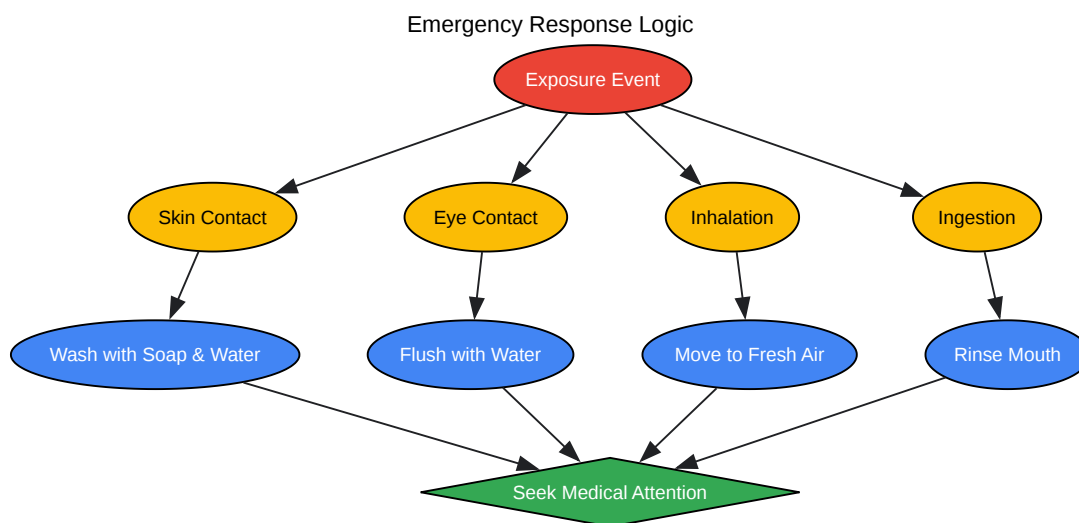 Emergency Response Logic
Exposure Event
Skin Contact
Eye Contact
Inhalation
Ingestion
Wash with Soap & Water
Flush with Water
Move to Fresh Air
Rinse Mouth
Seek Medical Attention